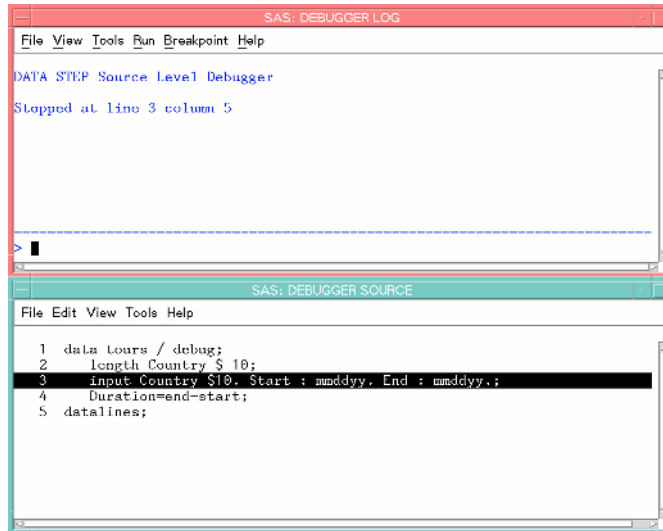 SAS: DEBUGGER LOG
File View Tools Run Breakpoint Help
DATA STEP Source Level Debugger
Stopped at line 3 column 5
>
SAS: DEBUGGER SOURCE
File Edit View Tools Help
1 data tours / debug;
2 length Country $ 10;
3 input Country $10. Start : mmddyy. End : mmddyy.;
4 Duration=end-start;
5 datalines;